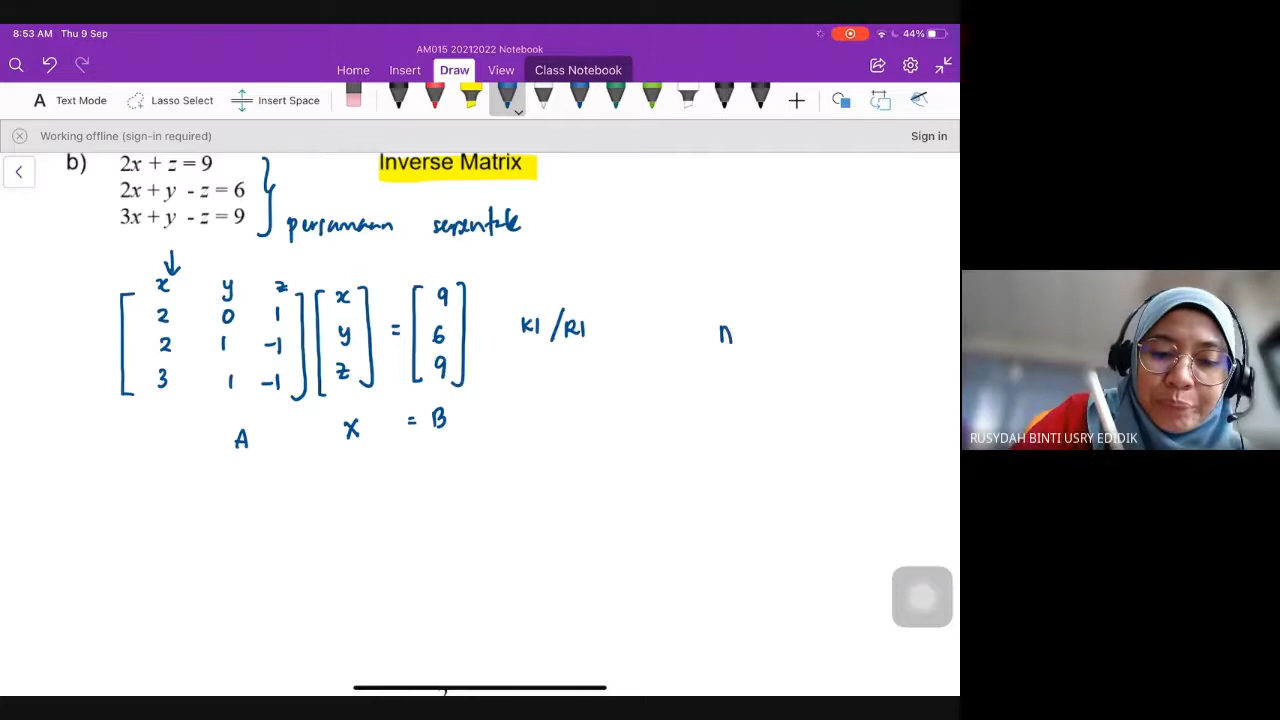 8:53 AM Thu 9 Sep
44%
AM015 20212022 Notebook
Home Insert Draw View Class Notebook
A Text Mode Lasso Select Insert Space
Working offline (sign-in required) Sign in
b) 2x + z = 9
2x + y - z = 6
3x + y - z = 9
Inverse Matrix
persamaan serentak
x y z
2 0 1
2 1 -1
3 1 -1
x
y
z
=
9
6
9
K1 /R1
n
A X = B
RUSYDAH BINTI USRY EDIDIK